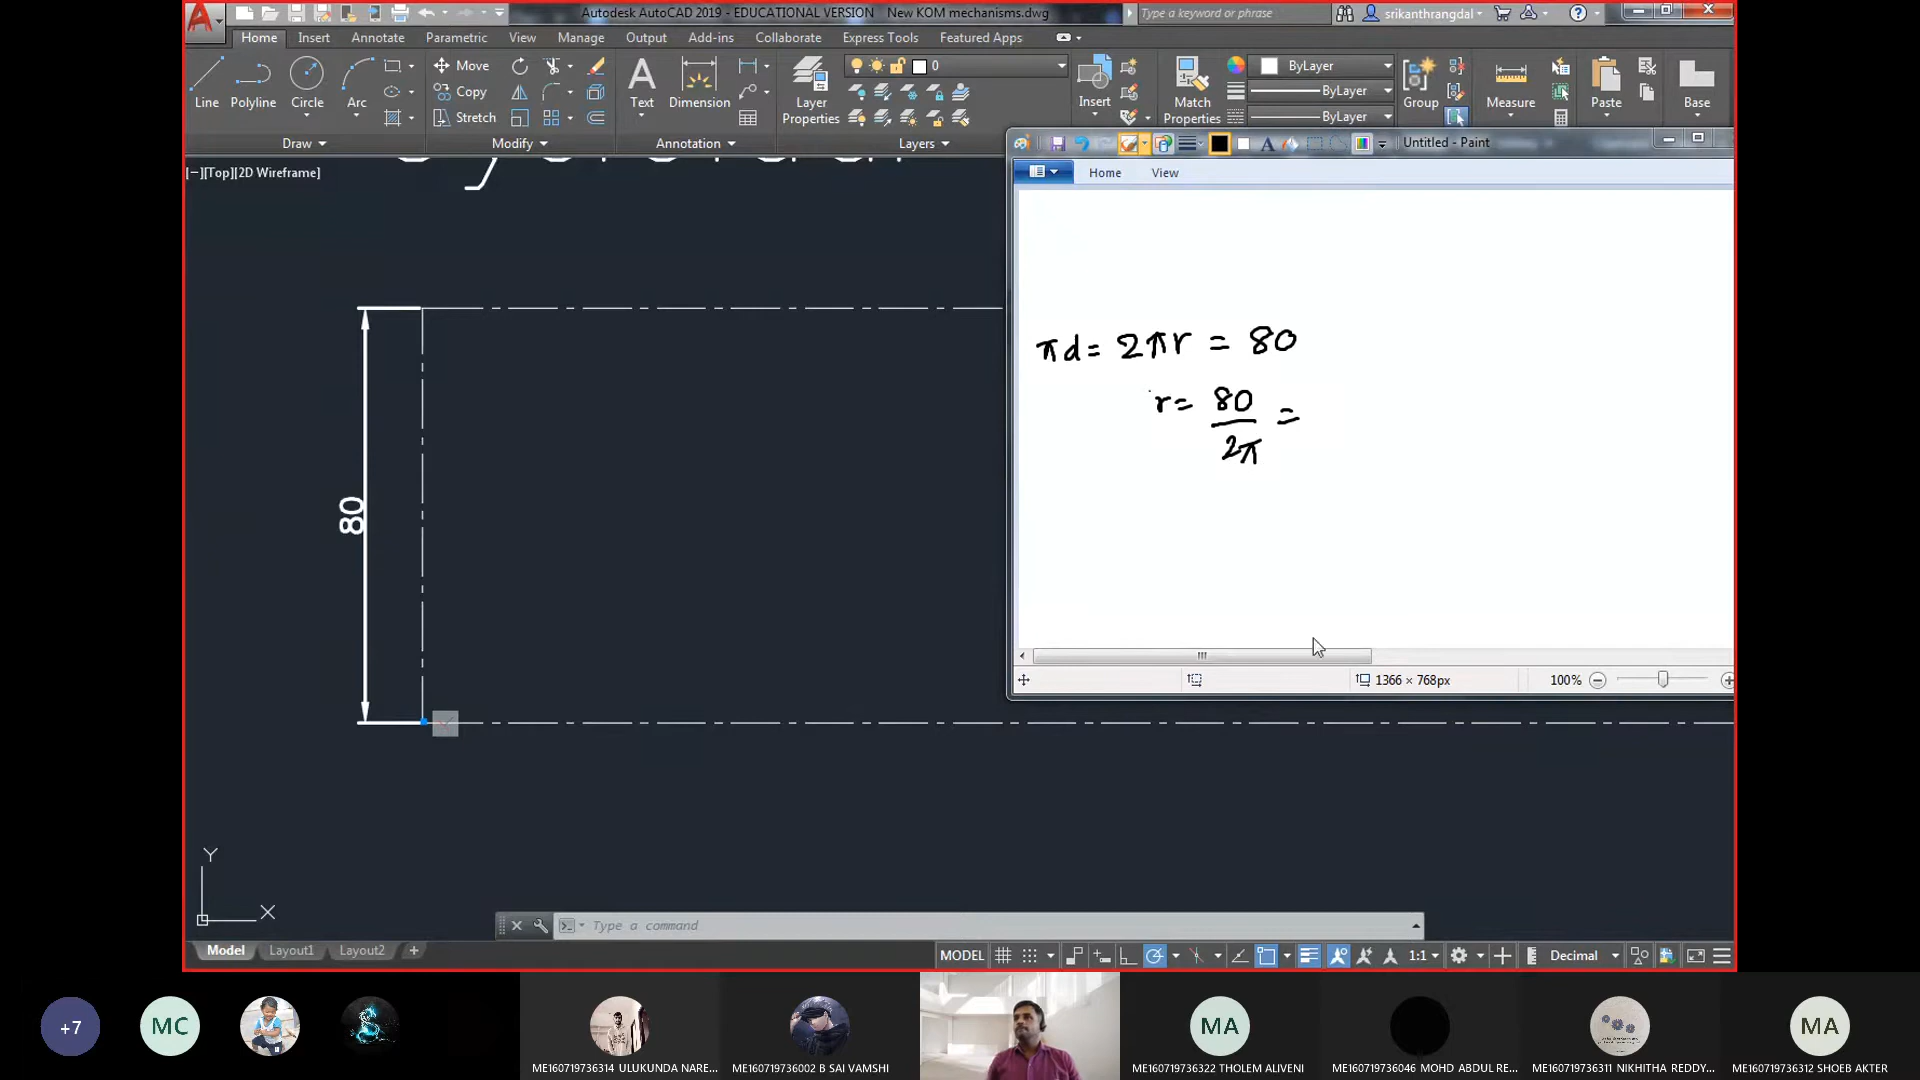 Autodesk AutoCAD 2019 - EDUCATIONAL VERSION New KOM mechanisms.dwg
Type a keyword or phrase
srikanthrangdal
Home Insert Annotate Parametric View Manage Output Add-ins Collaborate Express Tools Featured Apps
Line Polyline Circle Arc
Move
Copy
Stretch
Text Dimension
Layer Properties
0
Insert
Match Properties
ByLayer
ByLayer
ByLayer
Group
Measure
Paste
Base
Draw Modify Annotation Layers
[−][Top][2D Wireframe]
Untitled - Paint
Home View
πd = 2πr = 80
r = 80
2π =
1366 × 768px
100%
80
Y
X
Type a command
Model Layout1 Layout2 +
MODEL
1:1
Decimal
+7
MC
MA
MA
ME160719736314 ULUKUNDA NARE...
ME160719736002 B SAI VAMSHI
ME160719736322 THOLEM ALIVENI
ME160719736046 MOHD ABDUL RE...
ME160719736311 NIKHITHA REDDY...
ME160719736312 SHOEB AKTER